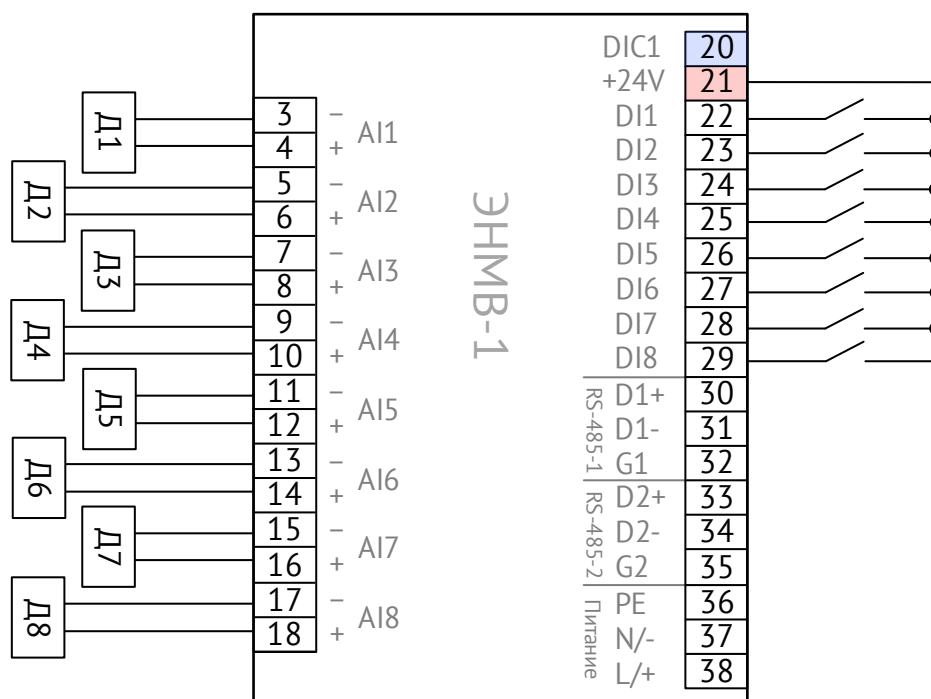 DIC1 20
+24V 21
DI1 22
DI2 23
DI3 24
DI4 25
DI5 26
DI6 27
DI7 28
DI8 29
D1+ 30
D1- 31
G1 32
RS-485-1
D2+ 33
D2- 34
G2 35
RS-485-2
PE 36
N/- 37
L/+ 38
Питание
ЭНМВ-1
Д1
3 −
4 +
AI1
Д2
5 −
6 +
AI2
Д3
7 −
8 +
AI3
Д4
9 −
10 +
AI4
Д5
11 −
12 +
AI5
Д6
13 −
14 +
AI6
Д7
15 −
16 +
AI7
Д8
17 −
18 +
AI8